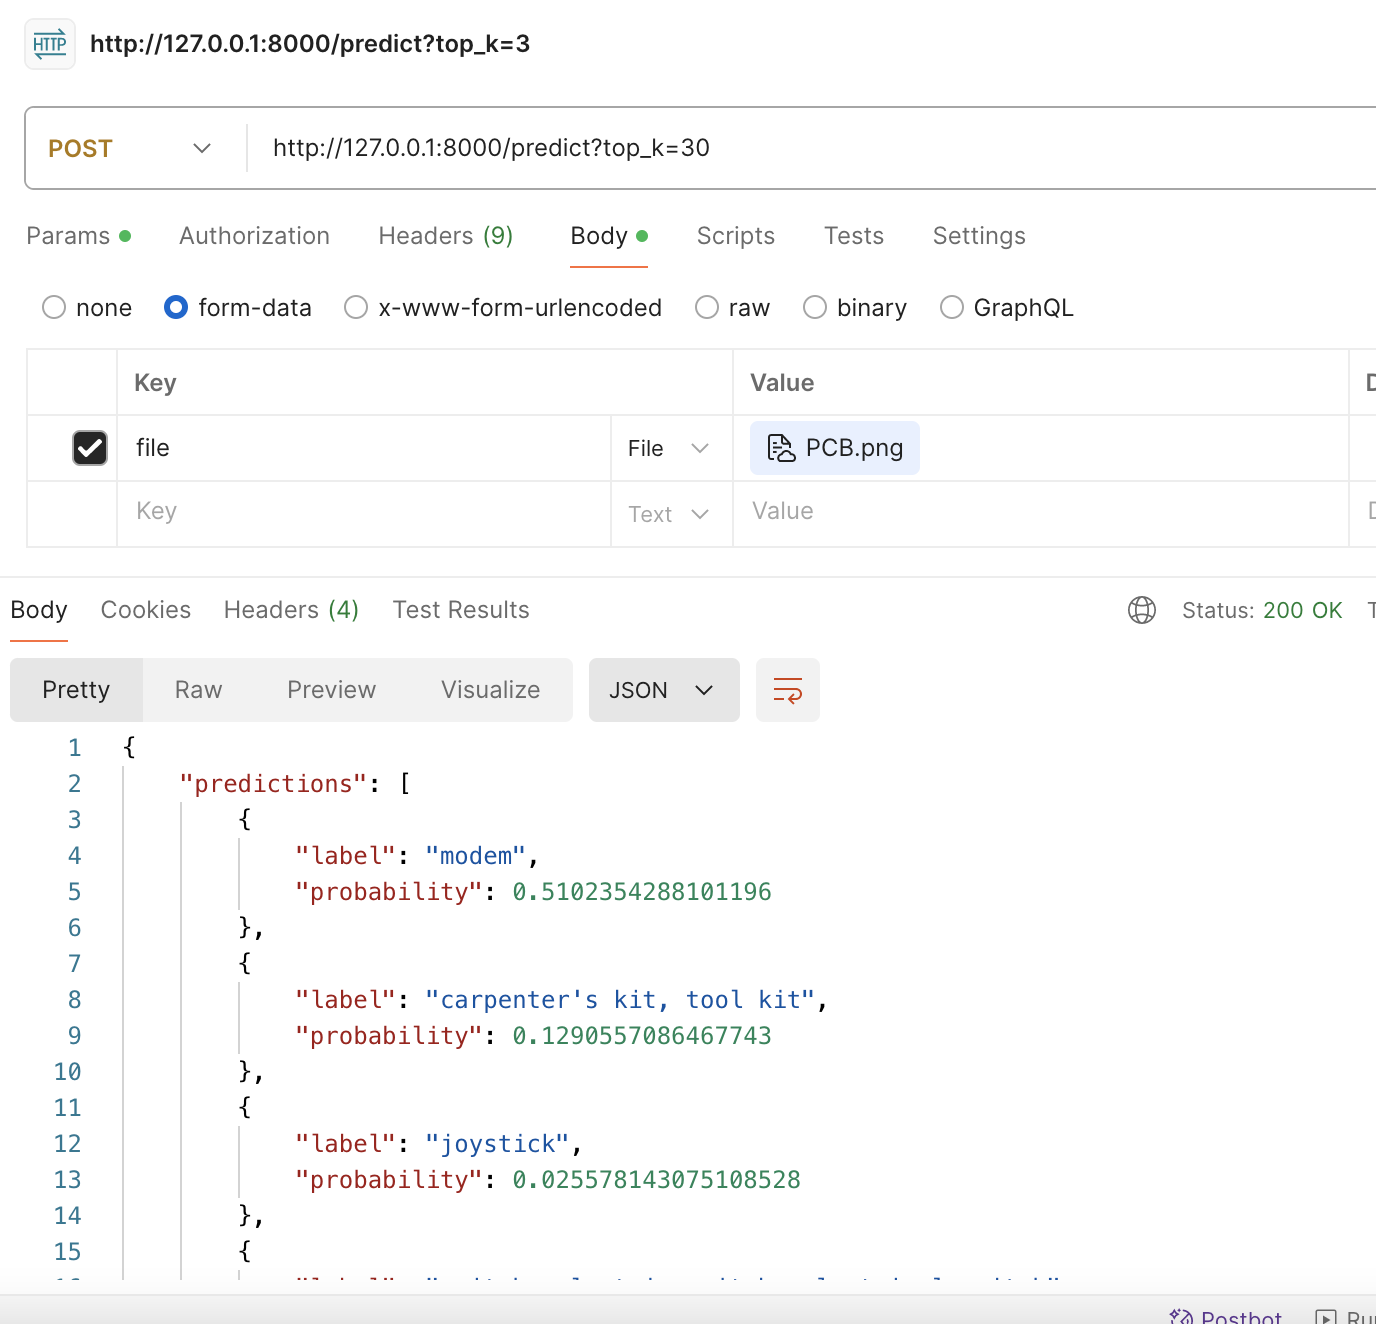 HTTP http://127.0.0.1:8000/predict?top_k=3
POST http://127.0.0.1:8000/predict?top_k=30
Params Authorization Headers (9) Body Scripts Tests Settings
none form-data x-www-form-urlencoded raw binary GraphQL
Key Value
file File PCB.png
Key Text Value
Body Cookies Headers (4) Test Results Status: 200 OK
Pretty Raw Preview Visualize JSON
1 {
2 "predictions": [
3 {
4 "label": "modem",
5 "probability": 0.5102354288101196
6 },
7 {
8 "label": "carpenter's kit, tool kit",
9 "probability": 0.1290557086467743
10 },
11 {
12 "label": "joystick",
13 "probability": 0.025578143075108528
14 },
15 {
Postbot